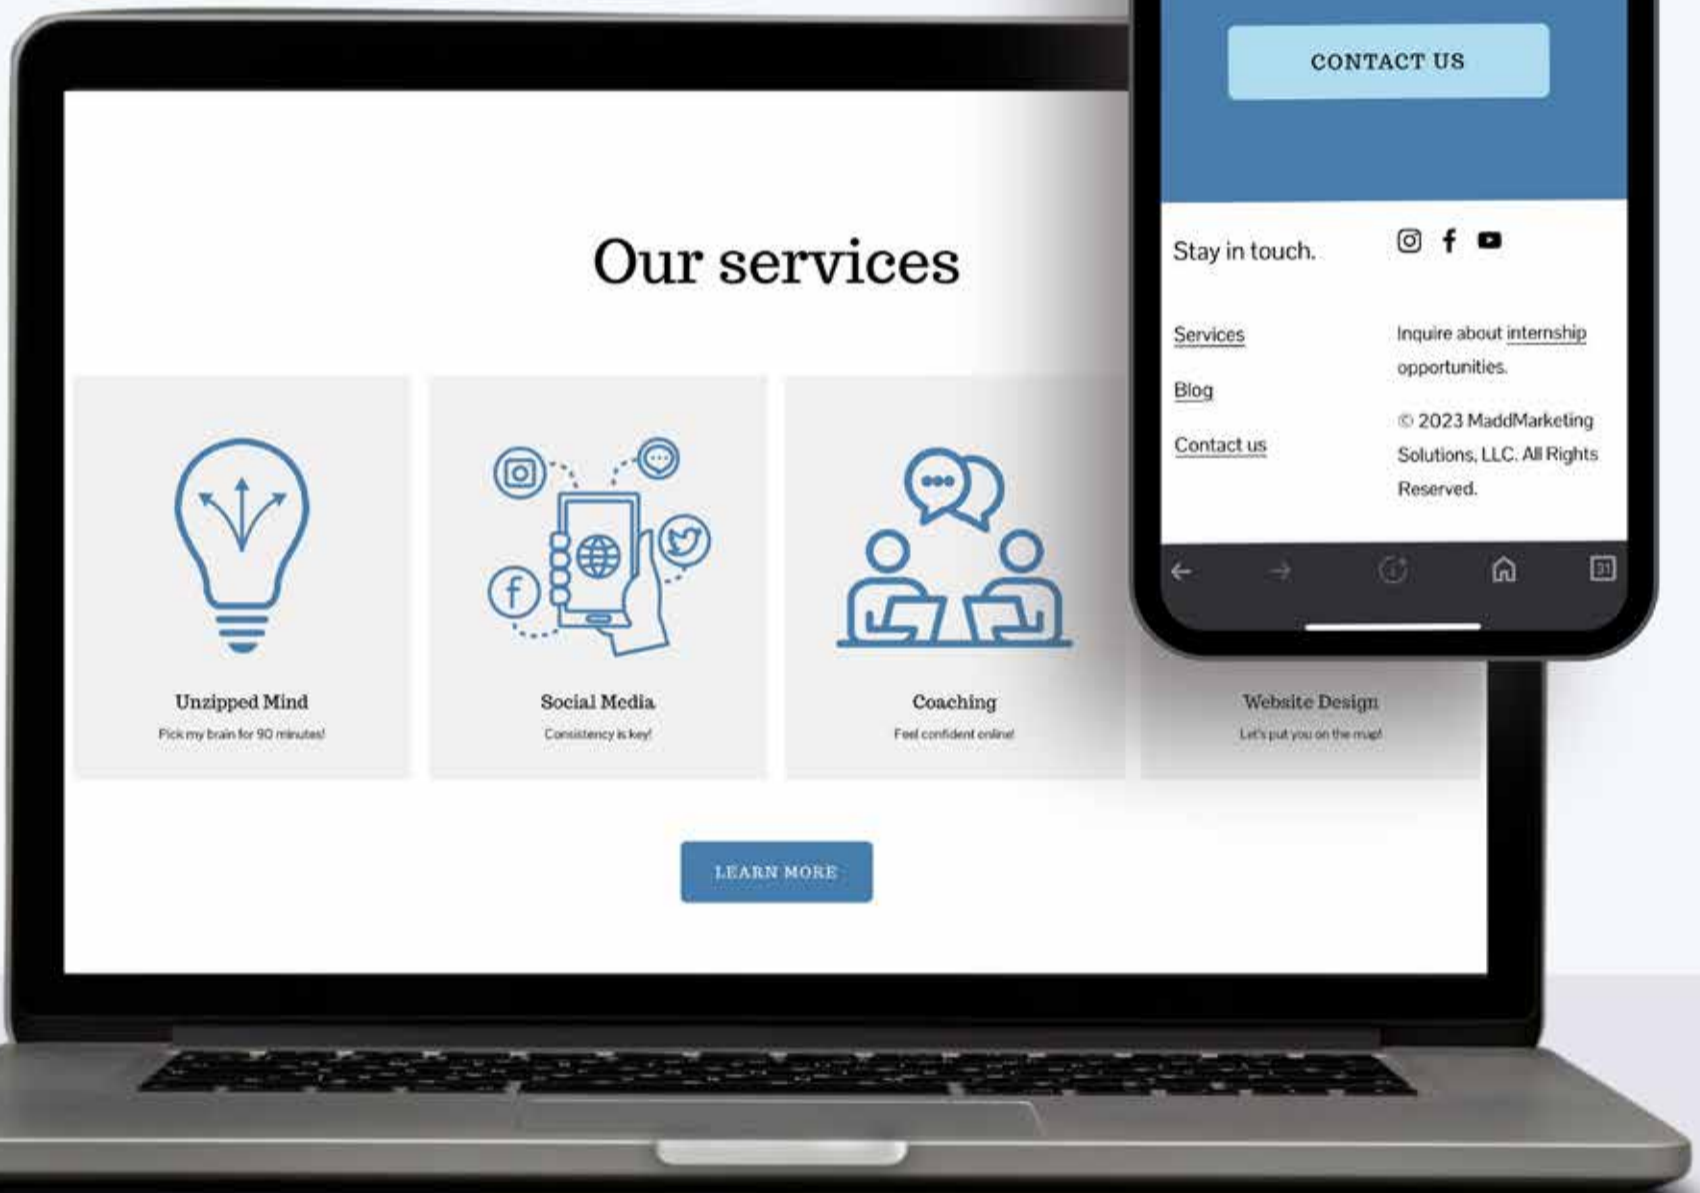 Our services
Unzipped Mind
Pick my brain for 90 minutes!
Social Media
Consistency is key!
Coaching
Feel confident online!
Website Design
Let's put you on the map!
LEARN MORE
CONTACT US
Stay in touch.
Services
Blog
Contact us
Inquire about internship
opportunities.
© 2023 MaddMarketing
Solutions, LLC. All Rights
Reserved.
31